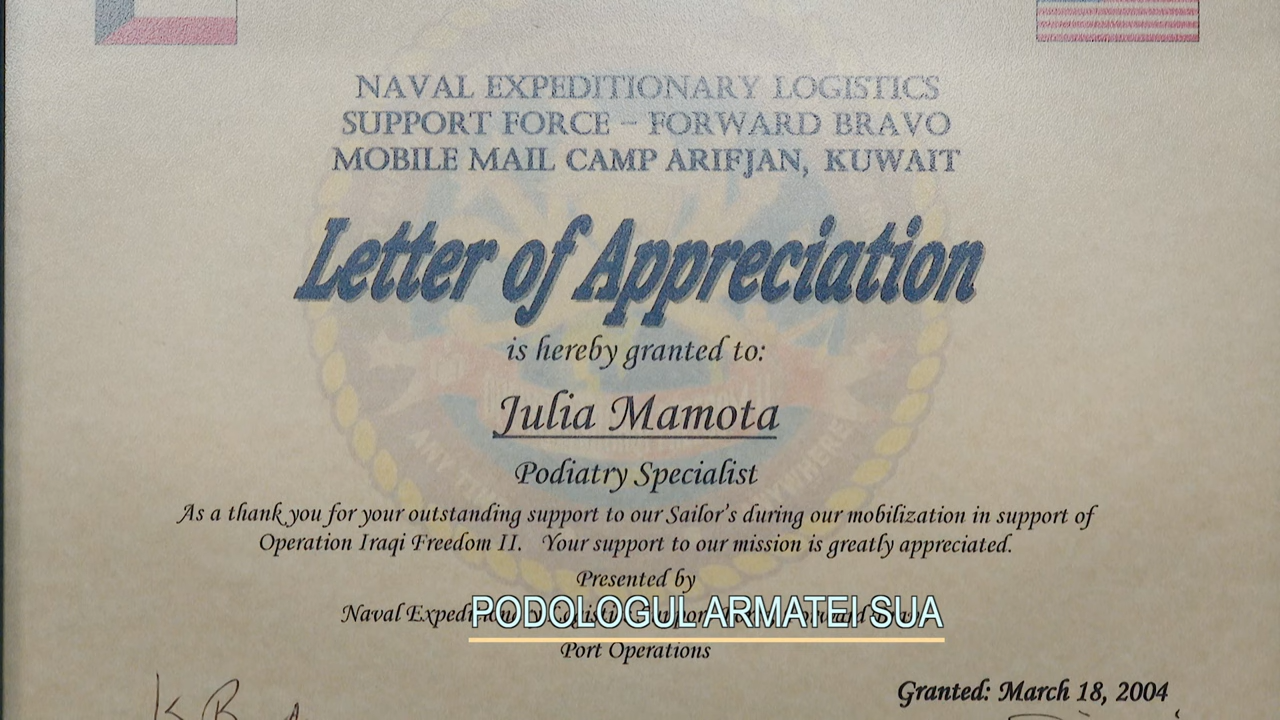 NAVAL EXPEDITIONARY LOGISTICS
SUPPORT FORCE – FORWARD BRAVO
MOBILE MAIL CAMP ARIFJAN, KUWAIT
Letter of Appreciation
is hereby granted to:
Julia Mamota
Podiatry Specialist
As a thank you for your outstanding support to our Sailor's during our mobilization in support of
Operation Iraqi Freedom II. Your support to our mission is greatly appreciated.
Presented by
Naval
PODOLOGUL ARMATEI SUA
Port Operations
Granted: March 18, 2004